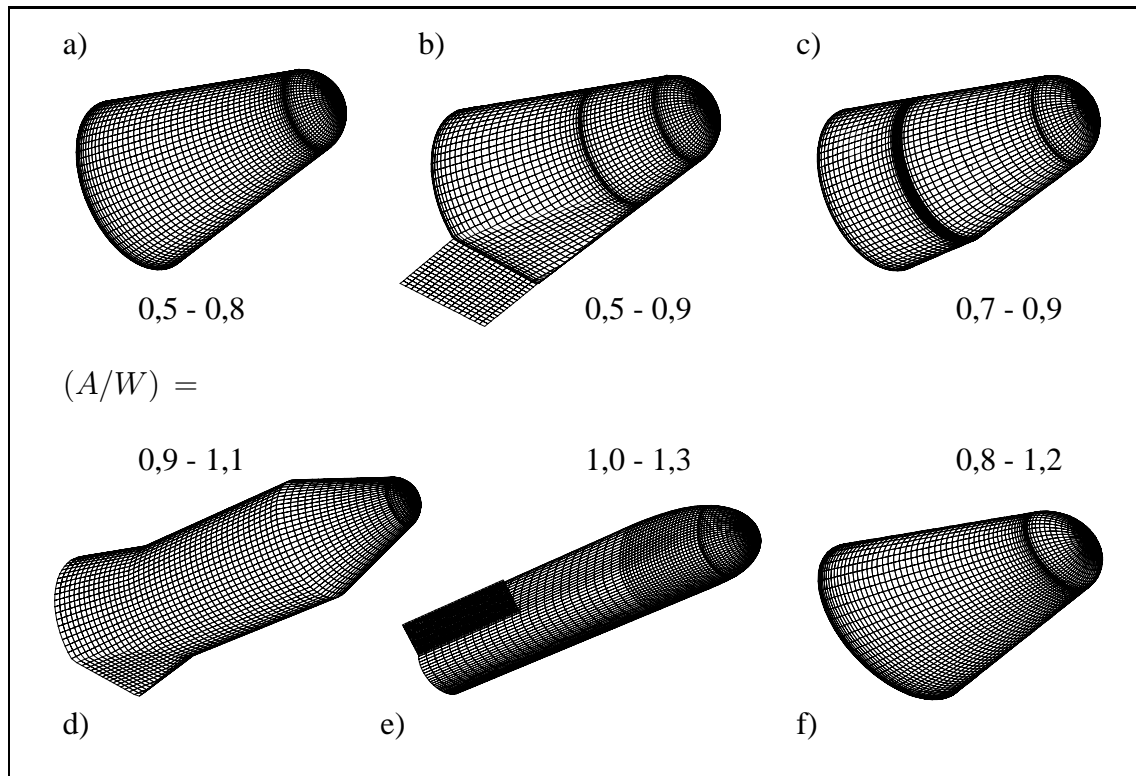 a) b) c)
0,5 - 0,8 0,5 - 0,9 0,7 - 0,9
(A/W) =
0,9 - 1,1 1,0 - 1,3 0,8 - 1,2
d) e) f)